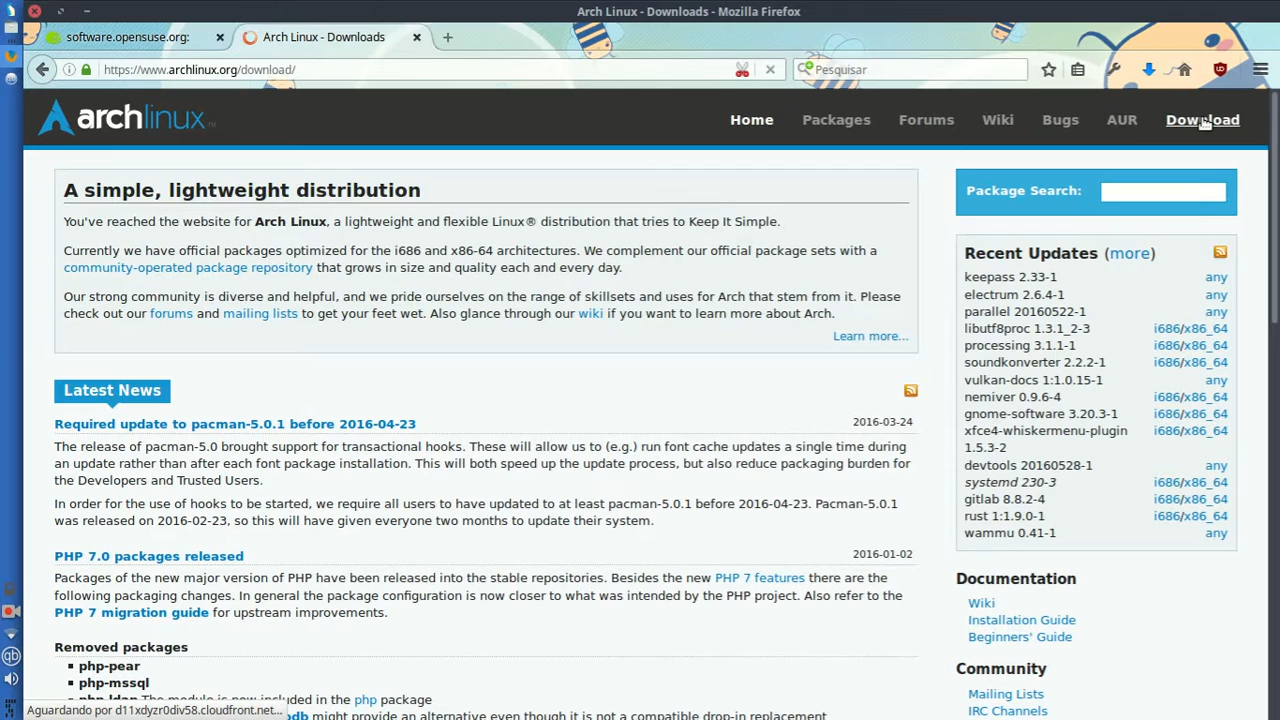 Arch Linux - Downloads - Mozilla Firefox
software.opensuse.org:
Arch Linux - Downloads
https://www.archlinux.org/download/
Pesquisar
archlinux
Home Packages Forums Wiki Bugs AUR Download
A simple, lightweight distribution
You've reached the website for Arch Linux, a lightweight and flexible Linux® distribution that tries to Keep It Simple.
Currently we have official packages optimized for the i686 and x86-64 architectures. We complement our official package sets with a
community-operated package repository that grows in size and quality each and every day.
Our strong community is diverse and helpful, and we pride ourselves on the range of skillsets and uses for Arch that stem from it. Please
check out our forums and mailing lists to get your feet wet. Also glance through our wiki if you want to learn more about Arch.
Learn more...
Latest News
Required update to pacman-5.0.1 before 2016-04-23
2016-03-24
The release of pacman-5.0 brought support for transactional hooks. These will allow us to (e.g.) run font cache updates a single time during
an update rather than after each font package installation. This will both speed up the update process, but also reduce packaging burden for
the Developers and Trusted Users.
In order for the use of hooks to be started, we require all users to have updated to at least pacman-5.0.1 before 2016-04-23. Pacman-5.0.1
was released on 2016-02-23, so this will have given everyone two months to update their system.
PHP 7.0 packages released
2016-01-02
Packages of the new major version of PHP have been released into the stable repositories. Besides the new PHP 7 features there are the
following packaging changes. In general the package configuration is now closer to what was intended by the PHP project. Also refer to the
PHP 7 migration guide for upstream improvements.
Removed packages
php-pear
php-mssql
php-ldap The module is now included in the php package
odb might provide an alternative even though it is not a compatible drop-in replacement
Aguardando por d11xdyzr0div58.cloudfront.net...
Package Search:
Recent Updates (more)
keepass 2.33-1 any
electrum 2.6.4-1 any
parallel 20160522-1 any
libutf8proc 1.3.1_2-3 i686/x86_64
processing 3.1.1-1 i686/x86_64
soundkonverter 2.2.2-1 i686/x86_64
vulkan-docs 1:1.0.15-1 any
nemiver 0.9.6-4 i686/x86_64
gnome-software 3.20.3-1 i686/x86_64
xfce4-whiskermenu-plugin i686/x86_64
1.5.3-2
devtools 20160528-1 any
systemd 230-3 i686/x86_64
gitlab 8.8.2-4 i686/x86_64
rust 1:1.9.0-1 i686/x86_64
wammu 0.41-1 any
Documentation
Wiki
Installation Guide
Beginners' Guide
Community
Mailing Lists
IRC Channels